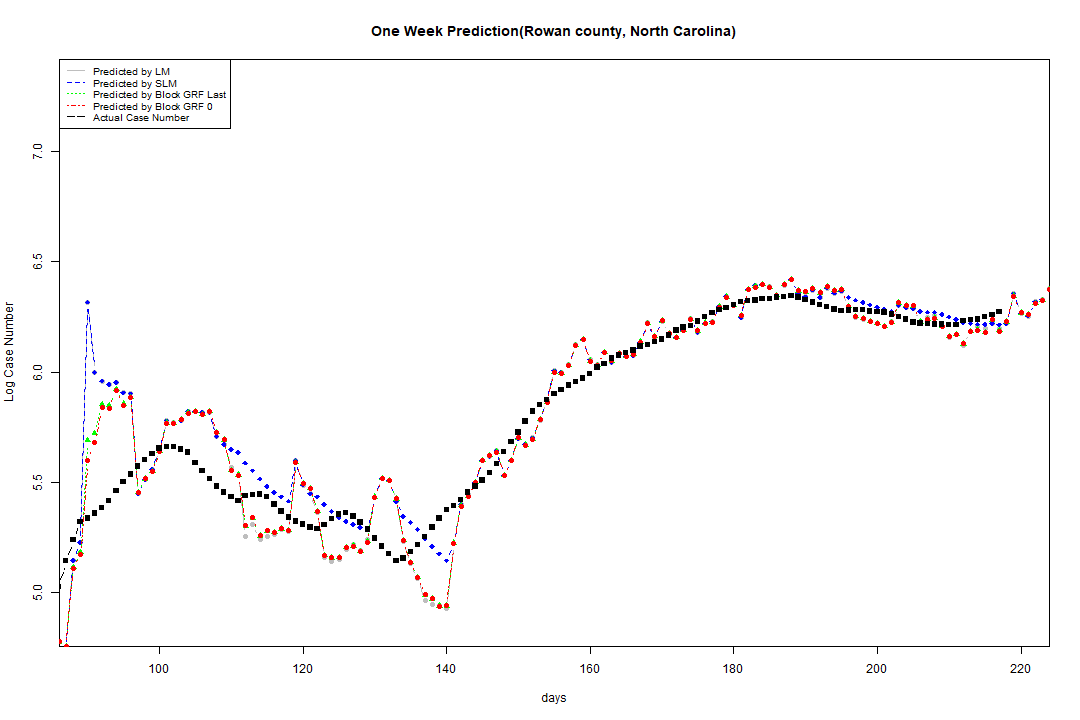 One Week Prediction(Rowan county, North Carolina)
Predicted by LM
Predicted by SLM
Predicted by Block GRF Last
Predicted by Block GRF 0
Actual Case Number
7.0
6.5
6.0
5.5
5.0
Log Case Number
100 120 140 160 180 200 220
days